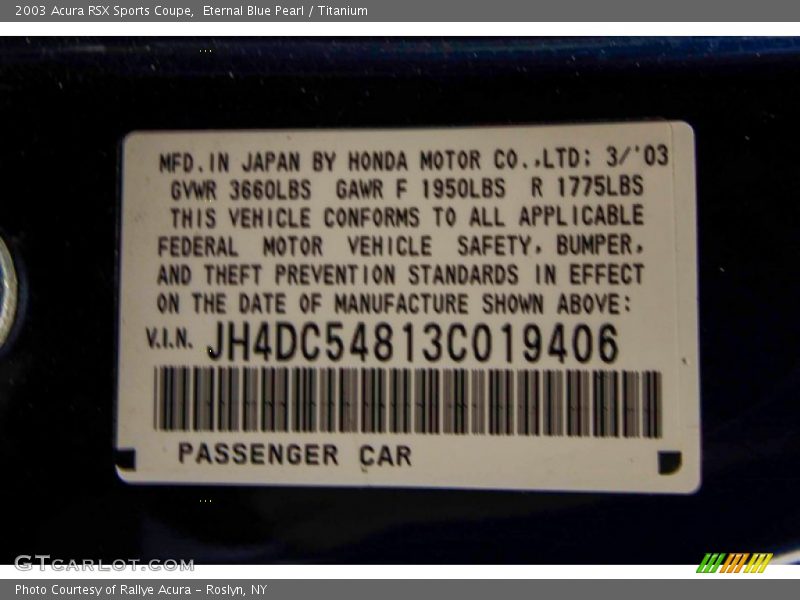 2003 Acura RSX Sports Coupe,  Eternal Blue Pearl / Titanium
MFD.IN JAPAN BY HONDA MOTOR CO.,LTD: 3/'03
GVWR 3660LBS GAWR F 1950LBS R 1775LBS
THIS VEHICLE CONFORMS TO ALL APPLICABLE
FEDERAL MOTOR VEHICLE SAFETY, BUMPER,
AND THEFT PREVENTION STANDARDS IN EFFECT
ON THE DATE OF MANUFACTURE SHOWN ABOVE:
V.I.N. JH4DC54813C019406
PASSENGER CAR
GTCARLOT.COM
Photo Courtesy of Rallye Acura - Roslyn, NY